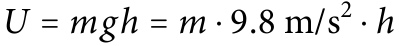 U = mgh = m · 9.8 m/s² · h